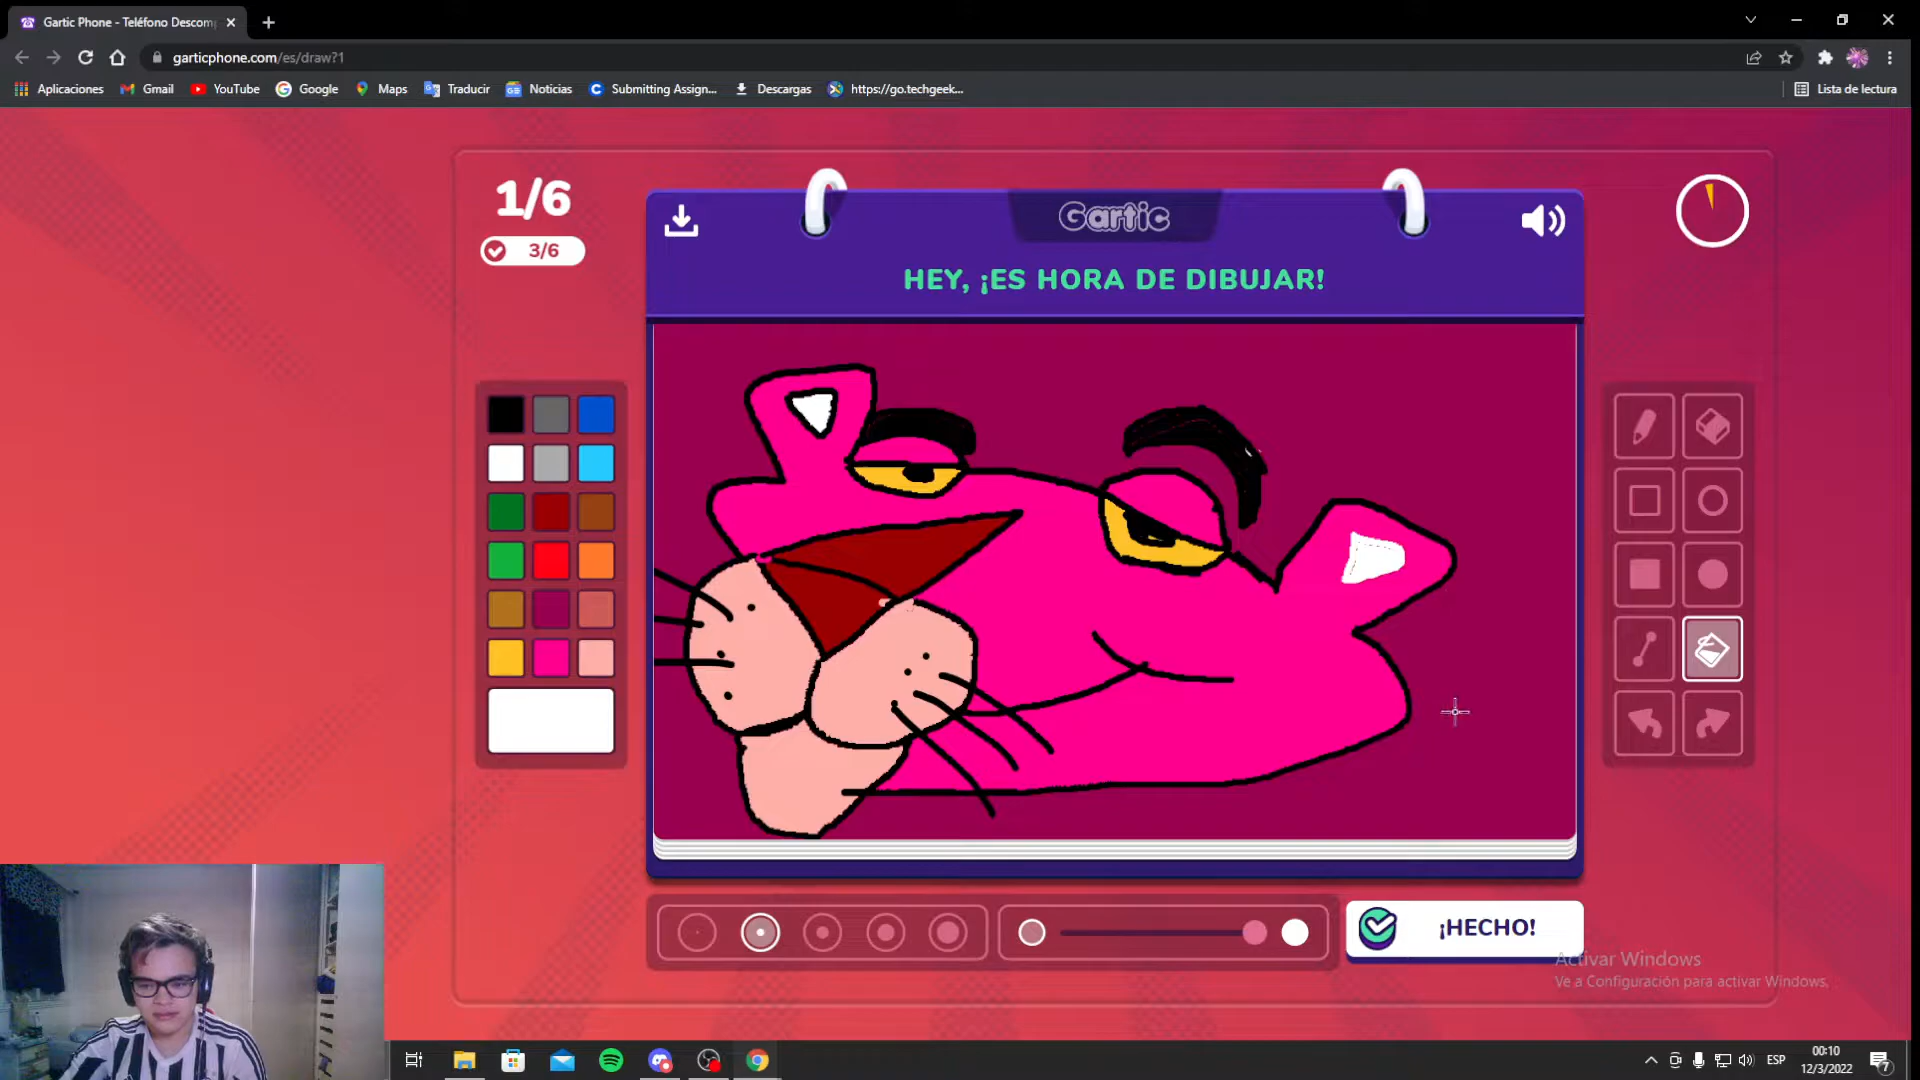 Gartic Phone - Teléfono Descomp
garticphone.com/es/draw?1
Aplicaciones
Gmail
YouTube
Google
Maps
Traducir
Noticias
Submitting Assign...
Descargas
https://go.techgeek...
Lista de lectura
1/6
3/6
Gartic
HEY, ¡ES HORA DE DIBUJAR!
¡HECHO!
Activar Windows
Ve a Configuración para activar Windows.
ESP
00:10
12/3/2022
7